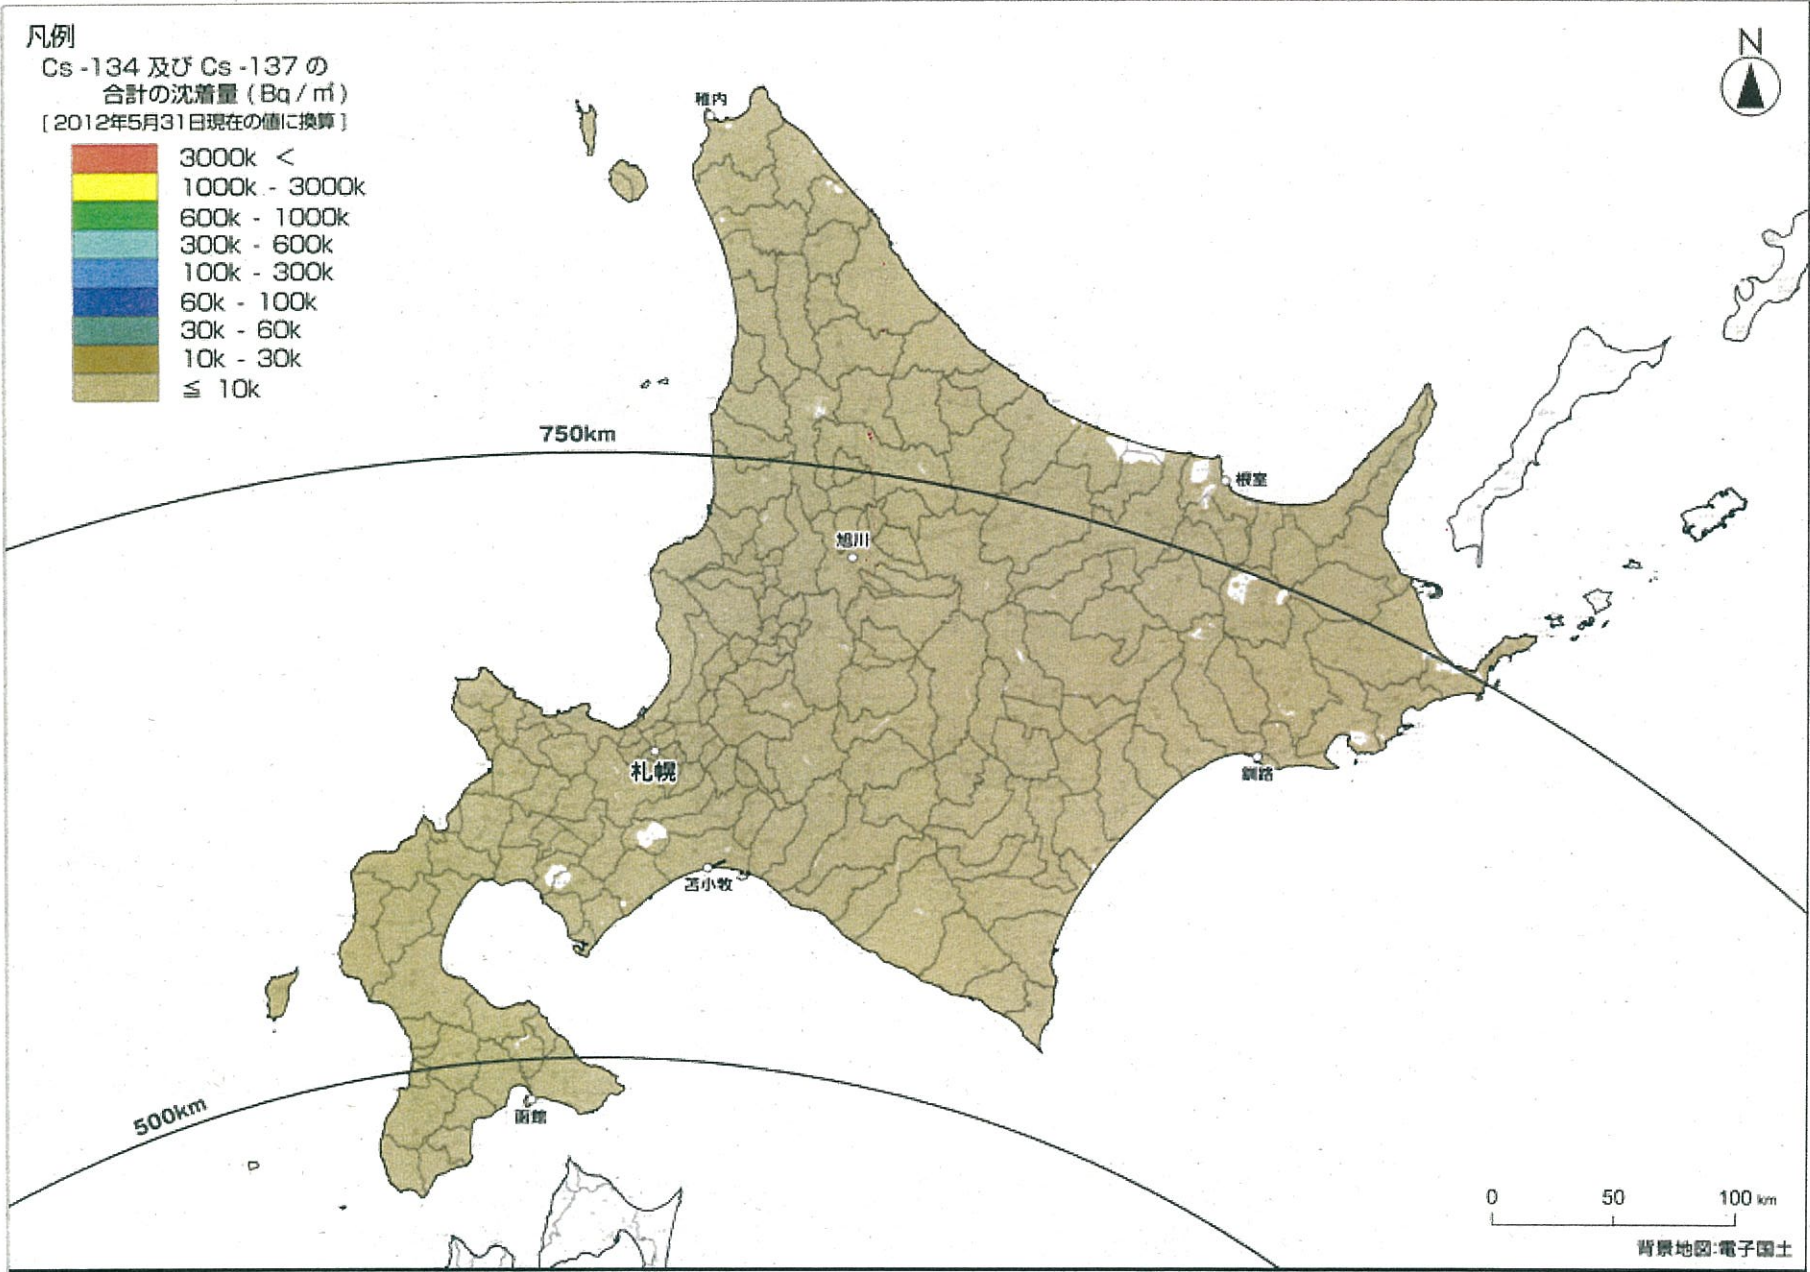 凡例
Cs -134 及び Cs -137 の
合計の沈着量 ( Bq / ㎡ )
[ 2012年5月31日現在の値に換算 ]
3000k <
1000k - 3000k
600k - 1000k
300k - 600k
100k - 300k
60k - 100k
30k - 60k
10k - 30k
≦ 10k
N
稚内
750km
根室
旭川
札幌
釧路
苫小牧
500km
函館
0 50 100 km
背景地図:電子国土